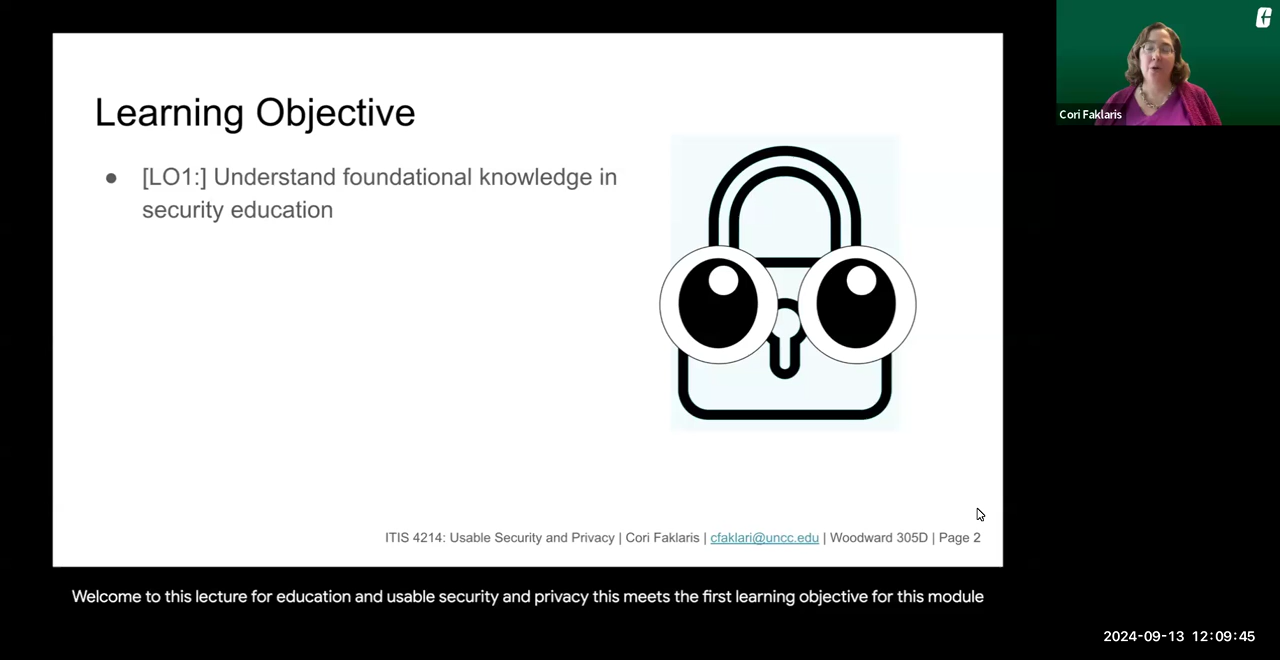 Learning Objective
● [LO1:] Understand foundational knowledge in
security education
ITIS 4214: Usable Security and Privacy | Cori Faklaris | cfaklari@uncc.edu | Woodward 305D | Page 2
Cori Faklaris
Welcome to this lecture for education and usable security and privacy this meets the first learning objective for this module
2024-09-13 12:09:45